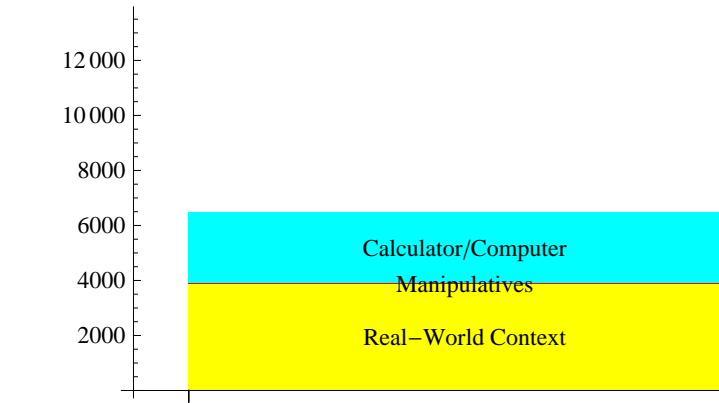 12 000
10 000
8000
6000
4000
2000
Calculator/Computer
Manipulatives
Real-World Context